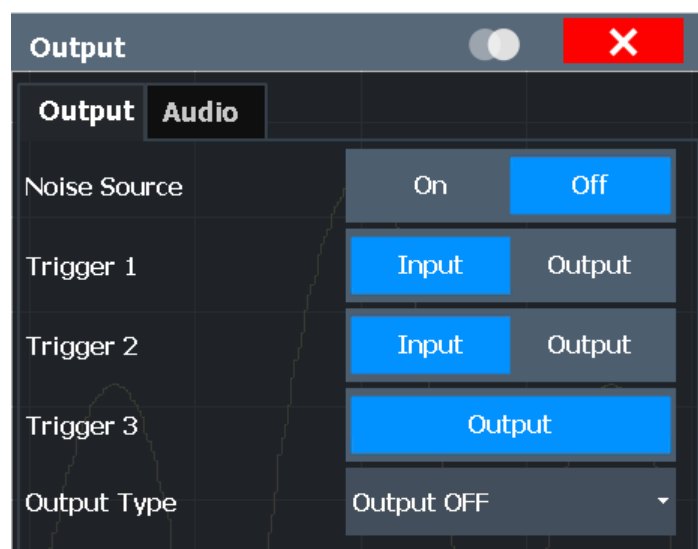 Output
Output Audio
Noise Source On Off
Trigger 1 Input Output
Trigger 2 Input Output
Trigger 3 Output
Output Type Output OFF